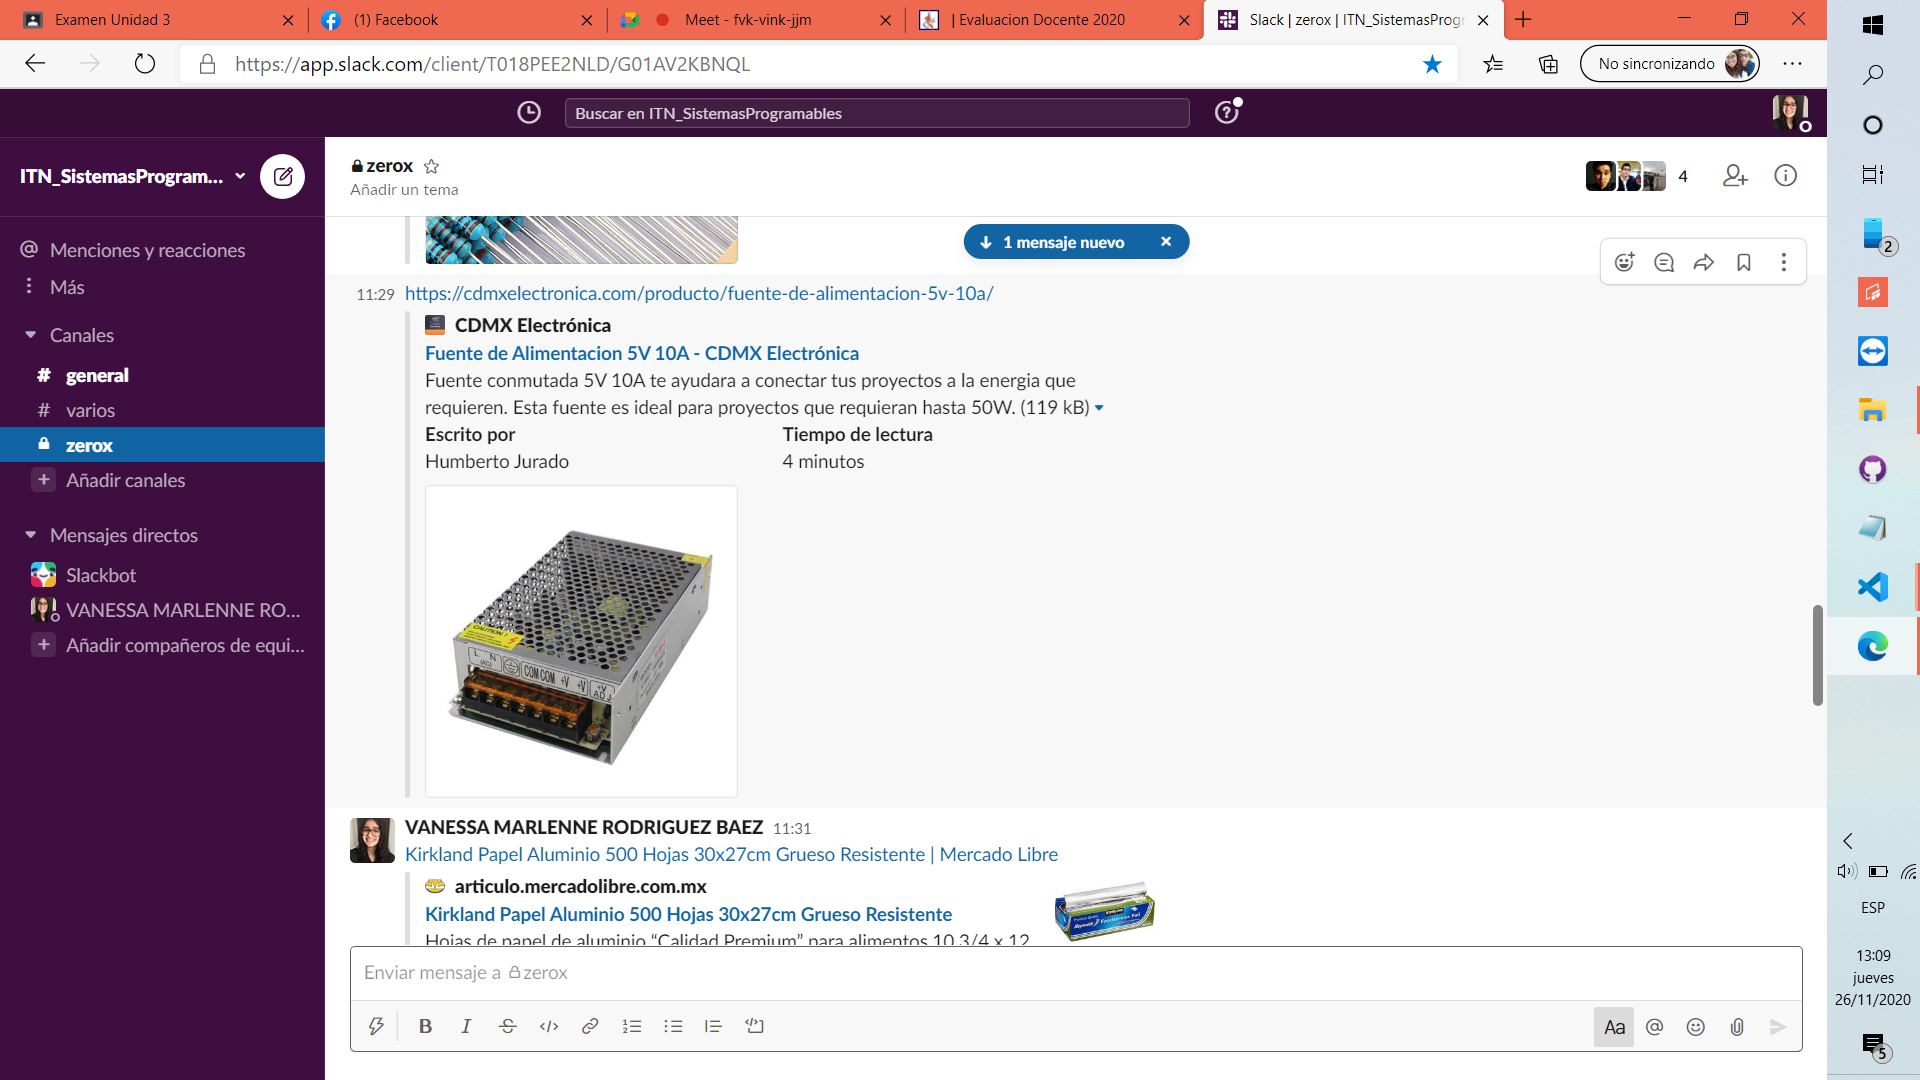 Examen Unidad 3
(1) Facebook
Meet - fvk-vink-jjm
| Evaluacion Docente 2020
Slack | zerox | ITN_SistemasProgr
https://app.slack.com/client/T018PEE2NLD/G01AV2KBNQL
No sincronizando
Buscar en ITN_SistemasProgramables
ITN_SistemasProgram...
zerox
Añadir un tema
4
Menciones y reacciones
Más
Canales
# general
# varios
zerox
+ Añadir canales
Mensajes directos
Slackbot
VANESSA MARLENNE RO...
+ Añadir compañeros de equi...
1 mensaje nuevo
11:29 https://cdmxelectronica.com/producto/fuente-de-alimentacion-5v-10a/
CDMX Electrónica
Fuente de Alimentacion 5V 10A - CDMX Electrónica
Fuente conmutada 5V 10A te ayudara a conectar tus proyectos a la energia que
requieren. Esta fuente es ideal para proyectos que requieran hasta 50W. (119 kB)
Escrito por
Tiempo de lectura
Humberto Jurado
4 minutos
CAUTION!
L N
(AC)
COM COM +V +V
+V
ADJ
VANESSA MARLENNE RODRIGUEZ BAEZ 11:31
Kirkland Papel Aluminio 500 Hojas 30x27cm Grueso Resistente | Mercado Libre
articulo.mercadolibre.com.mx
Kirkland Papel Aluminio 500 Hojas 30x27cm Grueso Resistente
Hojas de papel de aluminio “Calidad Premium” para alimentos 10 3/4 x 12
Enviar mensaje a zerox
B I S </>
Aa @
2
ESP
13:09
jueves
26/11/2020
5